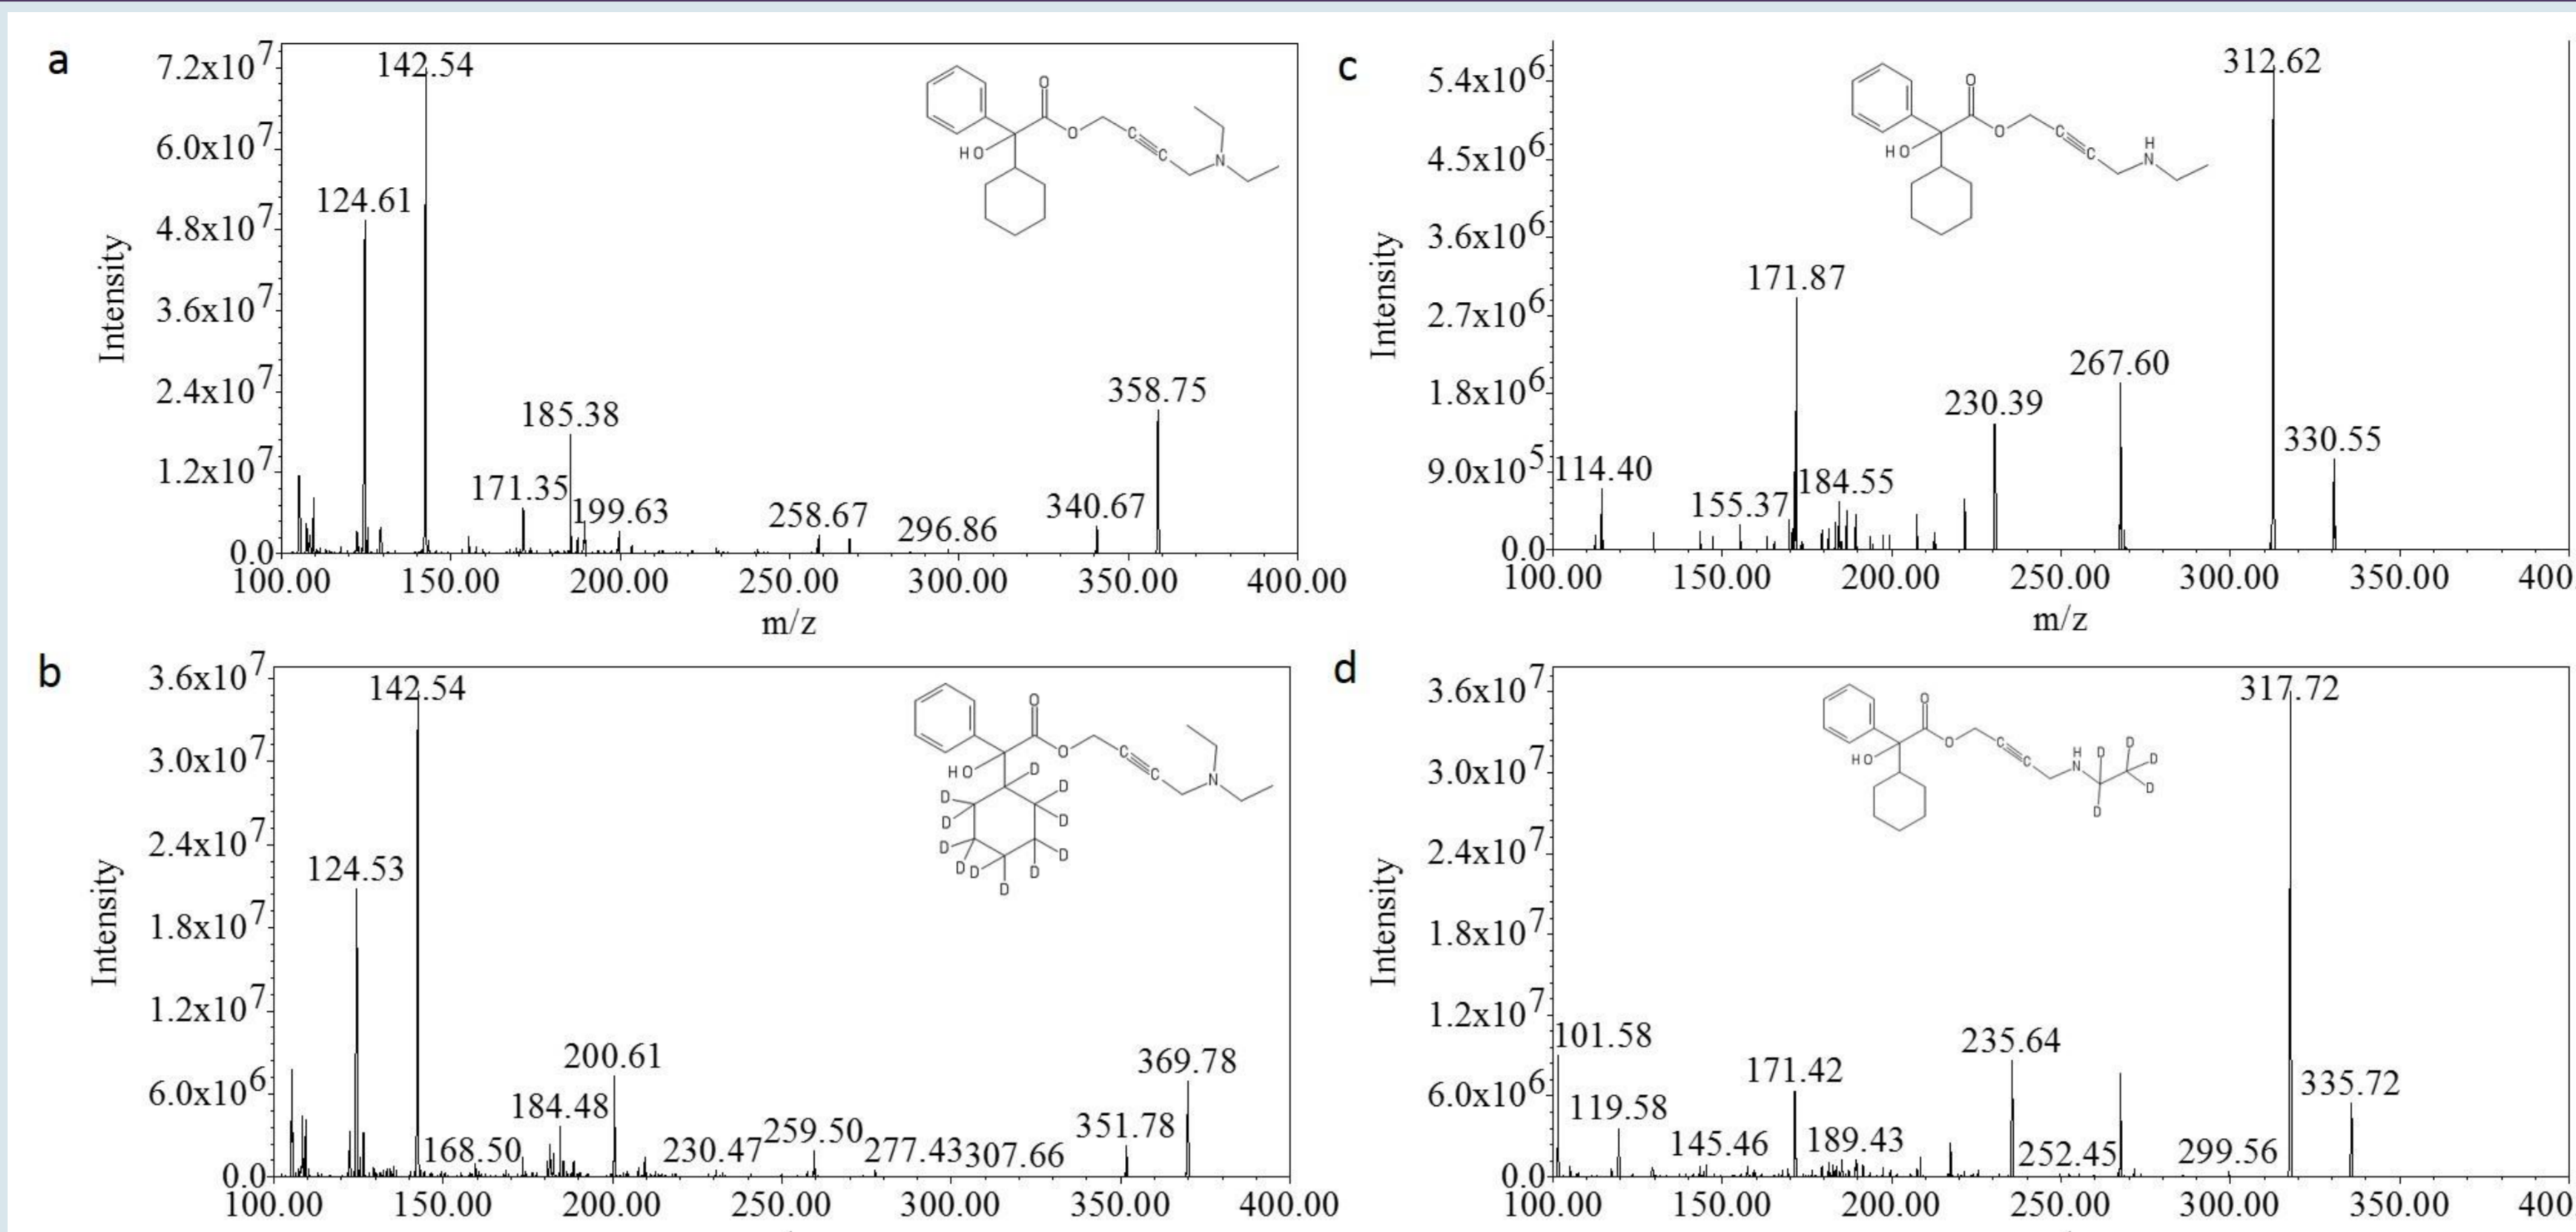 a
7.2x10^7
6.0x10^7
4.8x10^7
3.6x10^7
2.4x10^7
1.2x10^7
0.0
Intensity
142.54
124.61
185.38
171.35
199.63
258.67
296.86
340.67
358.75
O
O
HO
C
C
N
100.00 150.00 200.00 250.00 300.00 350.00 400.00
m/z
c
5.4x10^6
4.5x10^6
3.6x10^6
2.7x10^6
1.8x10^6
9.0x10^5
0.0
Intensity
312.62
171.87
267.60
230.39
330.55
114.40
155.37
184.55
O
O
HO
C
C
H
N
100.00 150.00 200.00 250.00 300.00 350.00 400
m/z
b
3.6x10^7
3.0x10^7
2.4x10^7
1.8x10^7
1.2x10^7
6.0x10^6
0.0
Intensity
142.54
124.53
200.61
184.48
168.50
230.47
259.50
277.43
307.66
351.78
369.78
O
O
HO
C
C
N
D
D
D
D
D
D
D
D
D
D
D
100.00 150.00 200.00 250.00 300.00 350.00 400.00
d
3.6x10^7
3.0x10^7
2.4x10^7
1.8x10^7
1.2x10^7
6.0x10^6
0.0
Intensity
317.72
101.58
235.64
171.42
335.72
119.58
145.46
189.43
252.45
299.56
O
O
HO
C
C
H
N
D
D
D
D
D
100.00 150.00 200.00 250.00 300.00 350.00 400